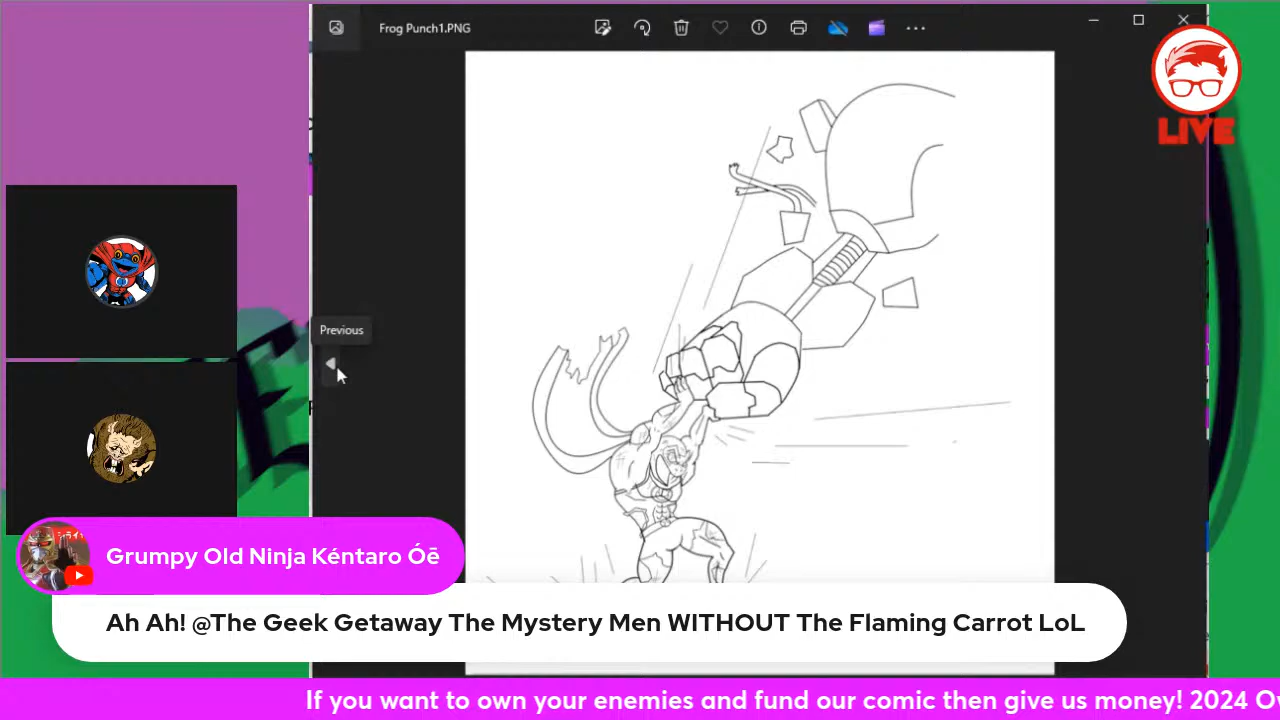 Frog Punch1.PNG
LIVE
Previous
Grumpy Old Ninja Kéntaro Óē
Ah Ah! @The Geek Getaway The Mystery Men WITHOUT The Flaming Carrot LoL
If you want to own your enemies and fund our comic then give us money! 2024 Ov